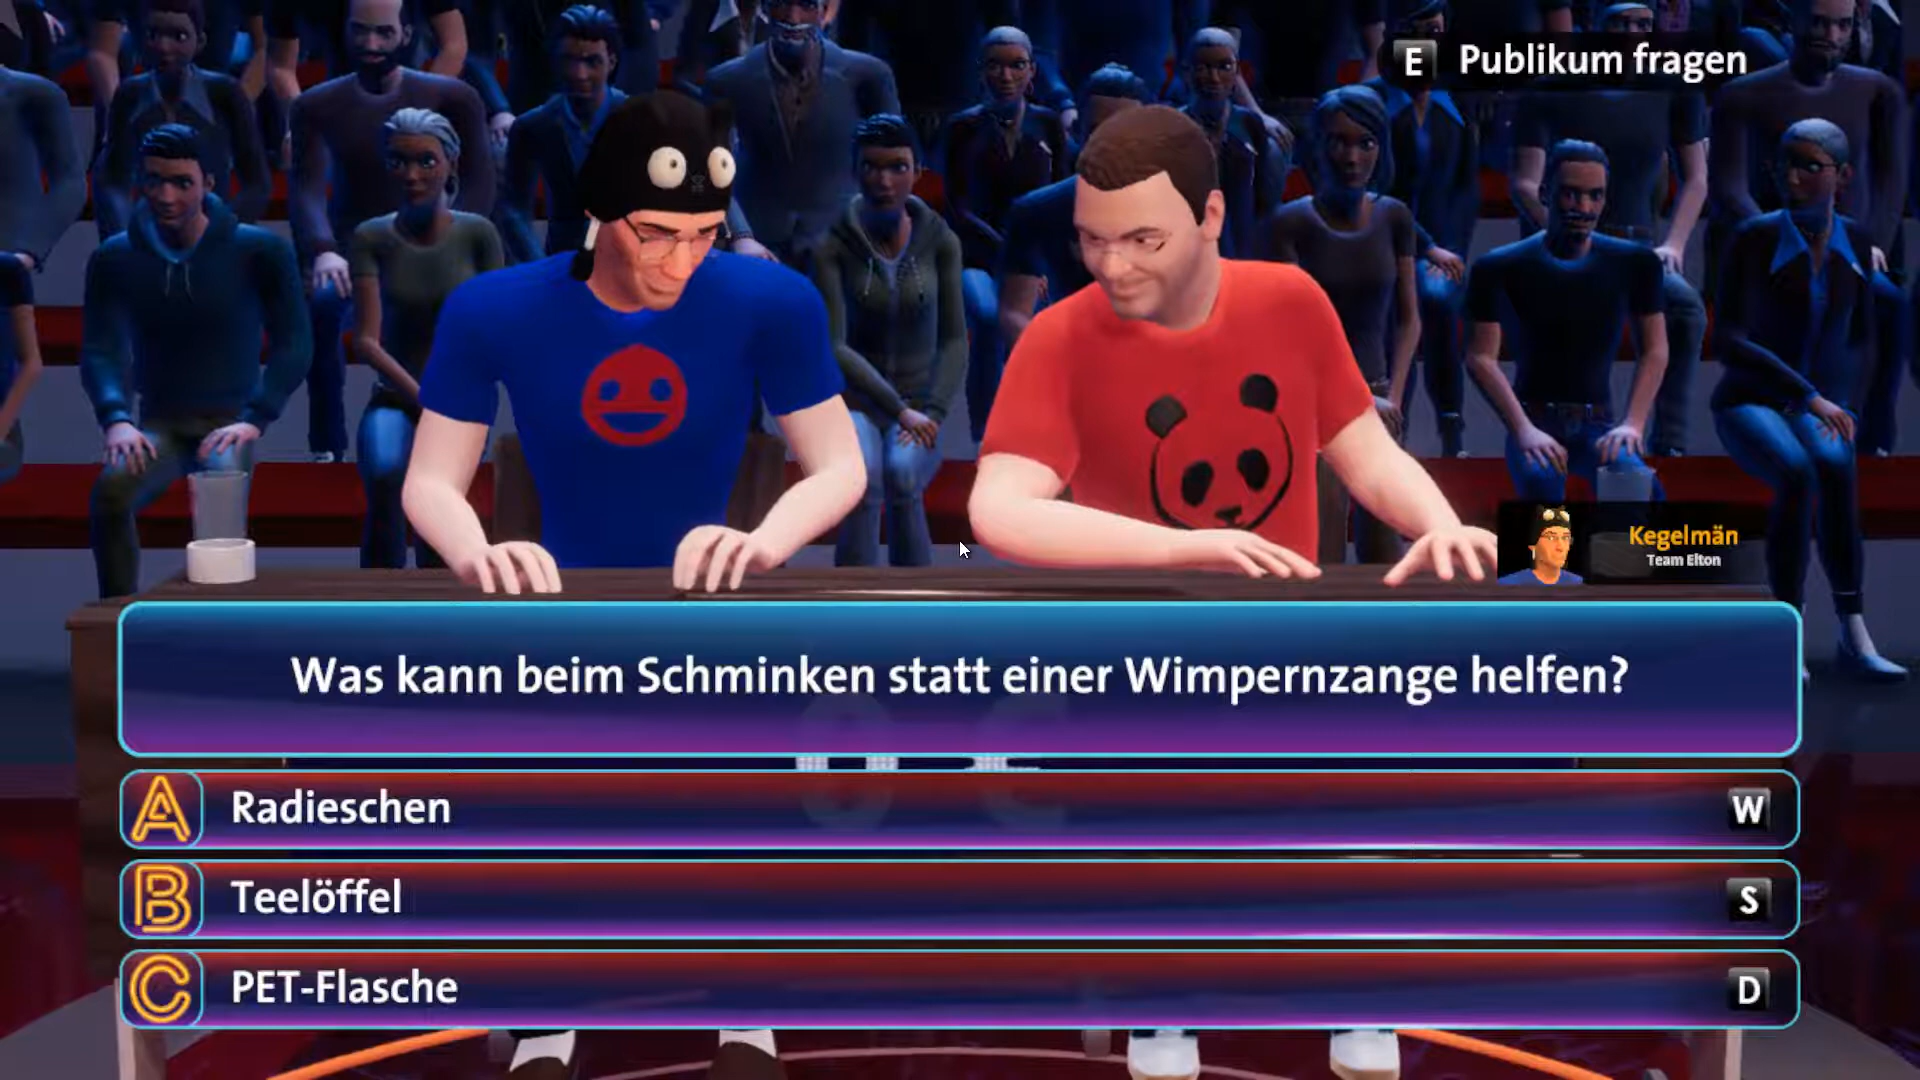 E Publikum fragen
Kegelmän
Team Elton
Was kann beim Schminken statt einer Wimpernzange helfen?
A Radieschen W
B Teelöffel S
C PET-Flasche D